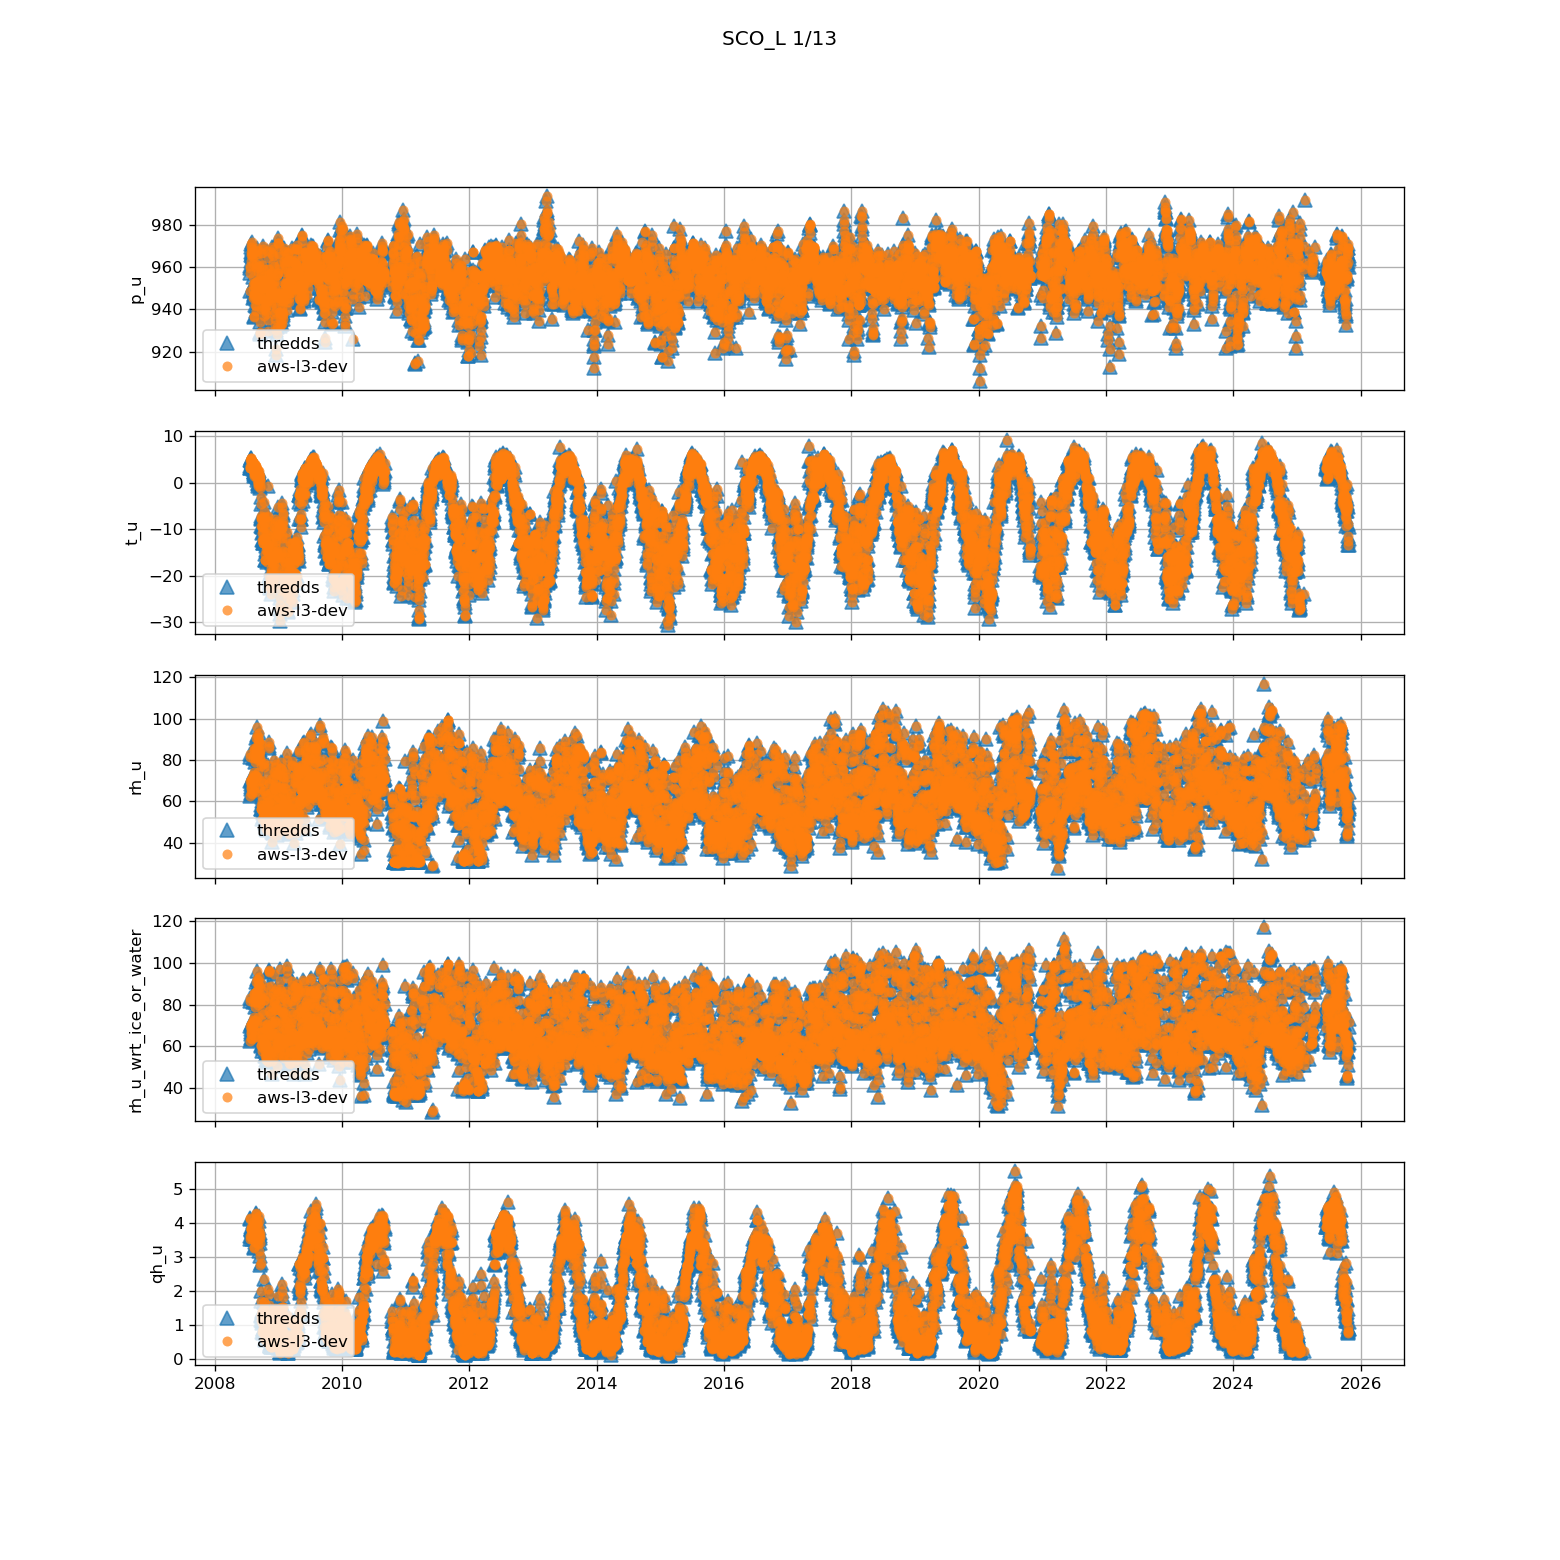 SCO_L 1/13
980
960
940
920
p_u
thredds
aws-l3-dev
10
0
−10
−20
−30
t_u
thredds
aws-l3-dev
120
100
80
60
40
rh_u
thredds
aws-l3-dev
120
100
80
60
40
rh_u_wrt_ice_or_water
thredds
aws-l3-dev
5
4
3
2
1
0
qh_u
thredds
aws-l3-dev
2008 2010 2012 2014 2016 2018 2020 2022 2024 2026